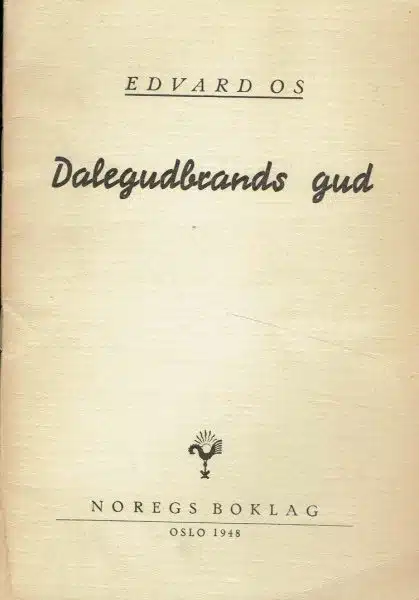 EDVARD OS
Dalegudbrands gud
NOREGS BOKLAG
OSLO 1948